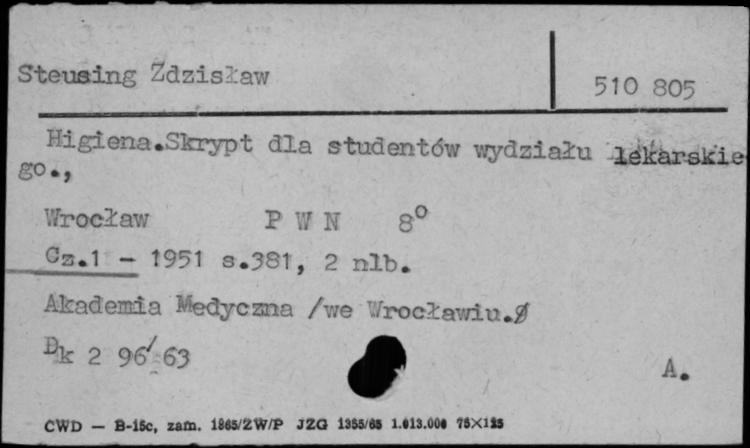 Steusing Zdzisław
510 805
Higiena.Skrypt dla studentów wydziału lekarskie
go.,
Wrocław P W N 8°
Cz.1 - 1951 s.381, 2 nlb.
Akademia Medyczna /we Wrocławiu.
Dk 2 96/63
A.
CWD — B-15c, zam. 1865/ZW/P JZG 1355/65 1.013.000 75×125